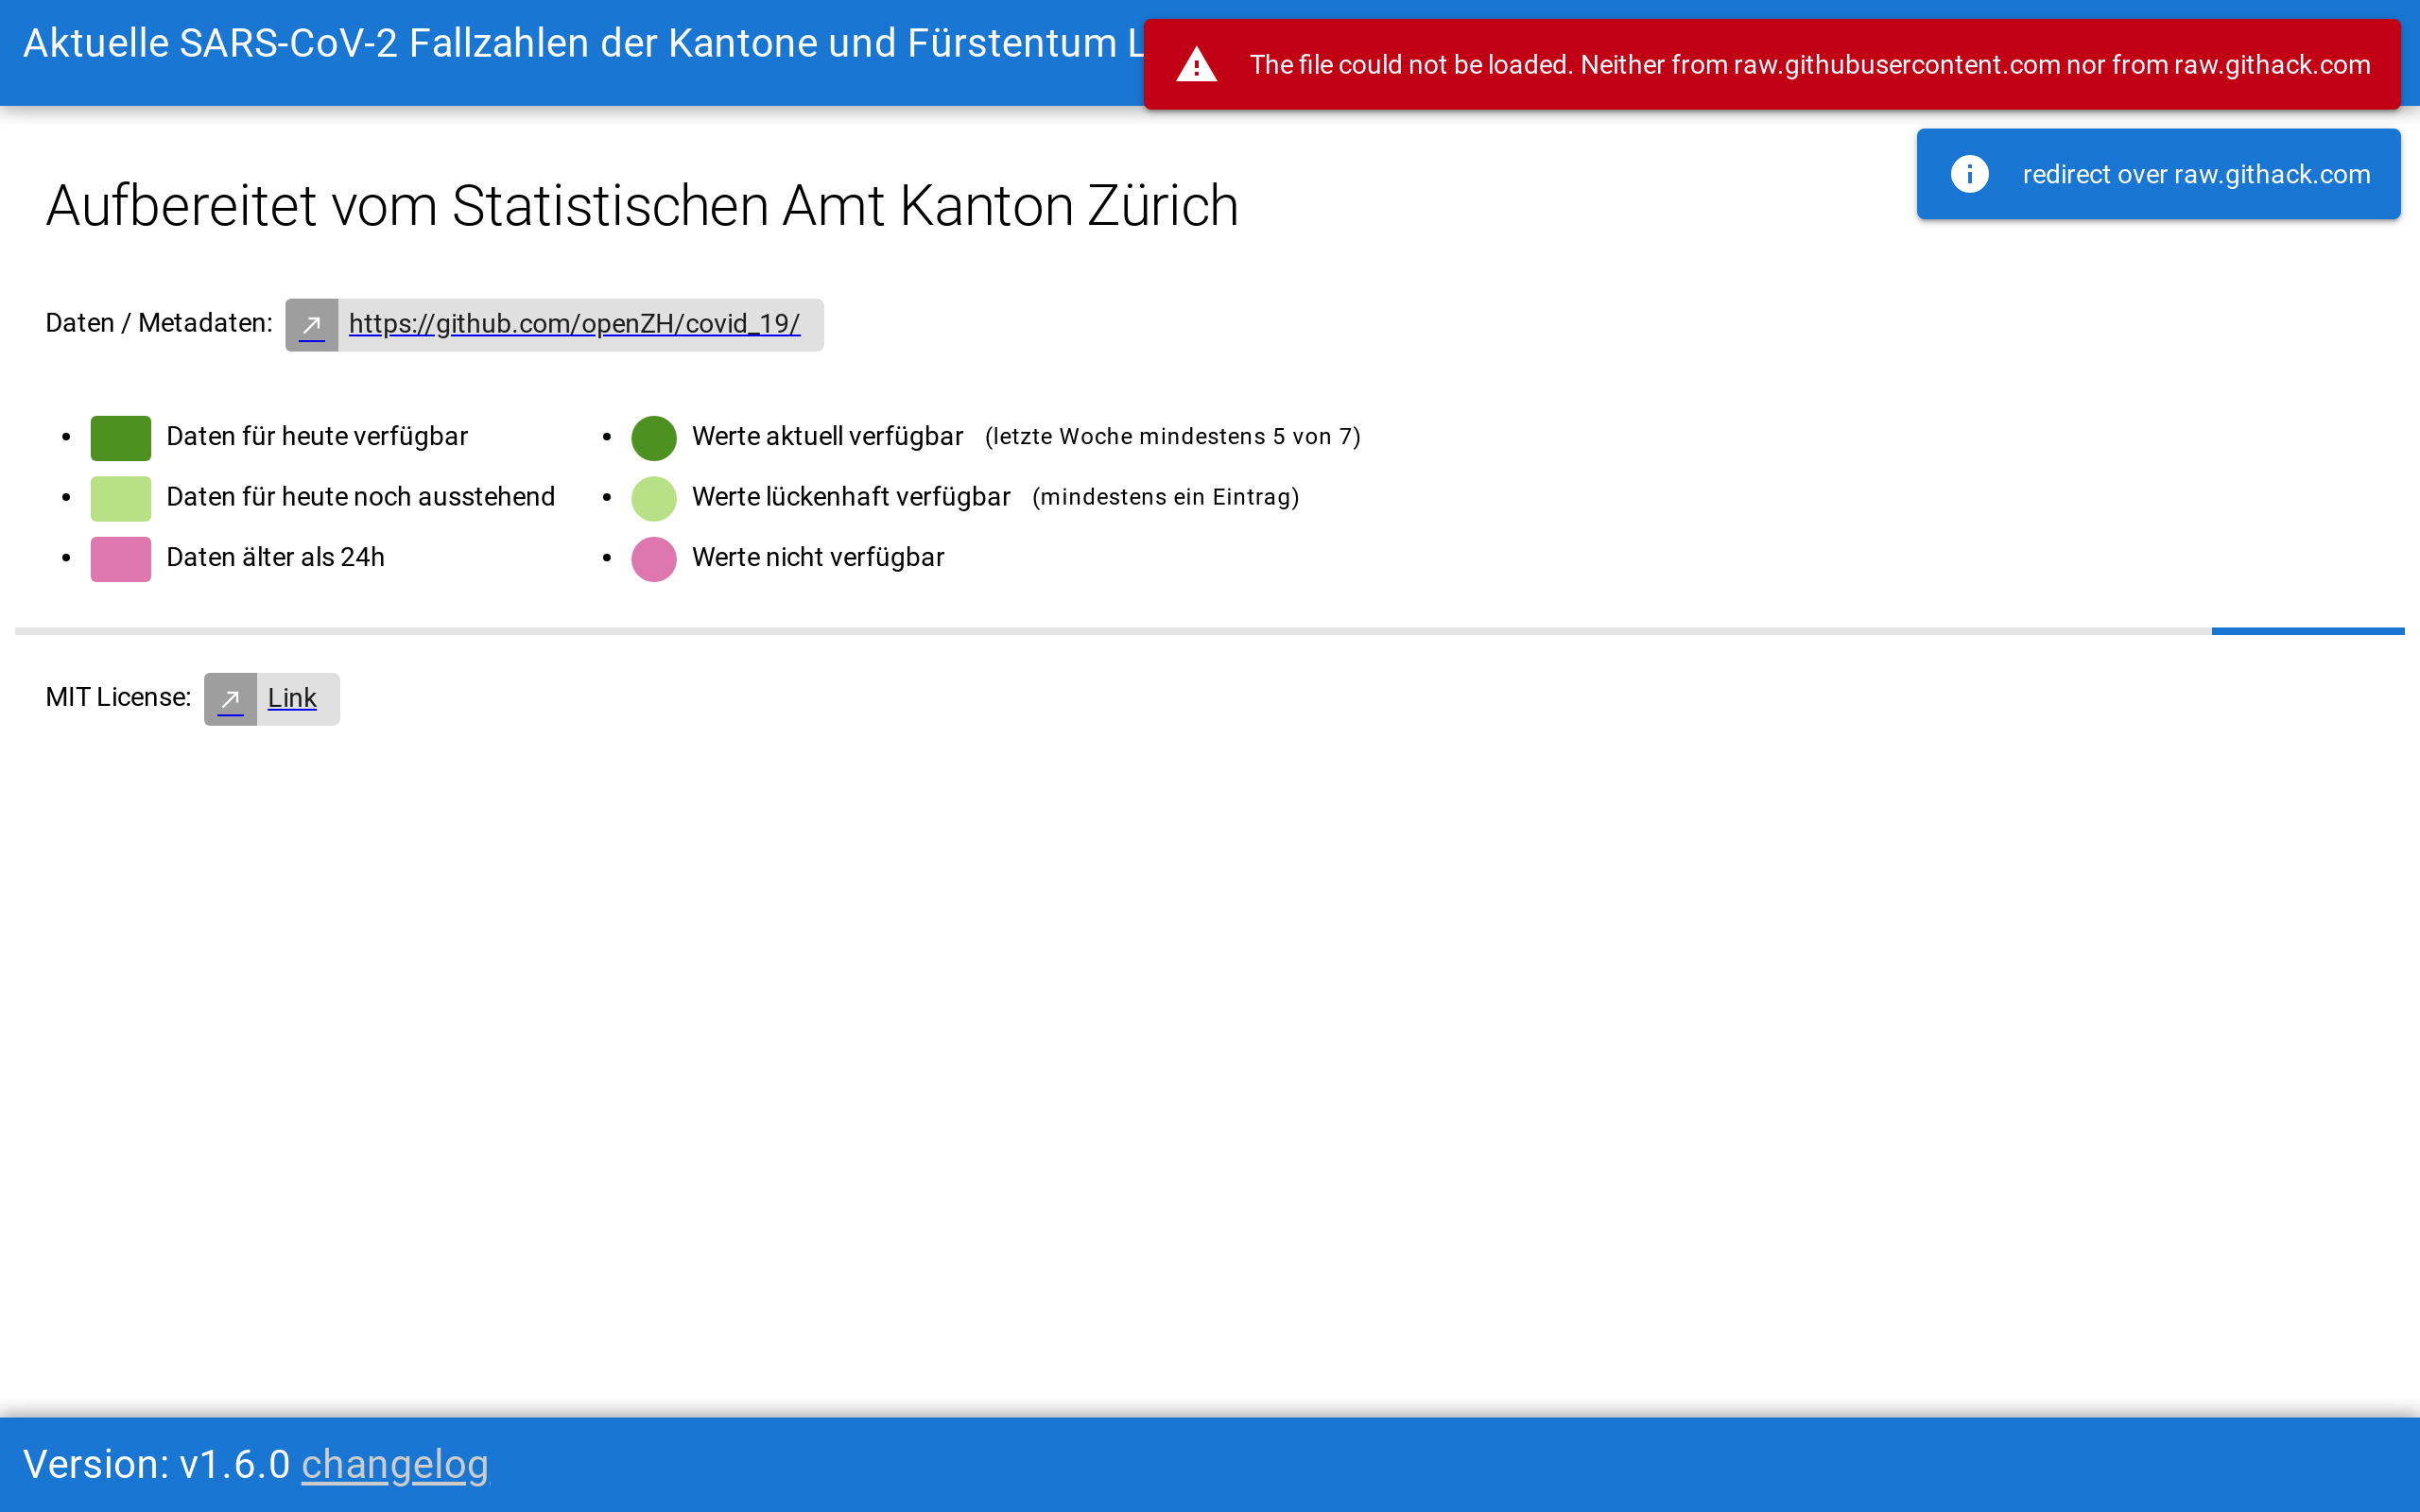 Aktuelle SARS-CoV-2 Fallzahlen der Kantone und Fürstentum
The file could not be loaded. Neither from raw.githubusercontent.com nor from raw.githack.com
redirect over raw.githack.com
Aufbereitet vom Statistischen Amt Kanton Zürich
Daten / Metadaten: https://github.com/openZH/covid_19/
Daten für heute verfügbar
Daten für heute noch ausstehend
Daten älter als 24h
Werte aktuell verfügbar (letzte Woche mindestens 5 von 7)
Werte lückenhaft verfügbar (mindestens ein Eintrag)
Werte nicht verfügbar
MIT License: Link
Version: v1.6.0 changelog